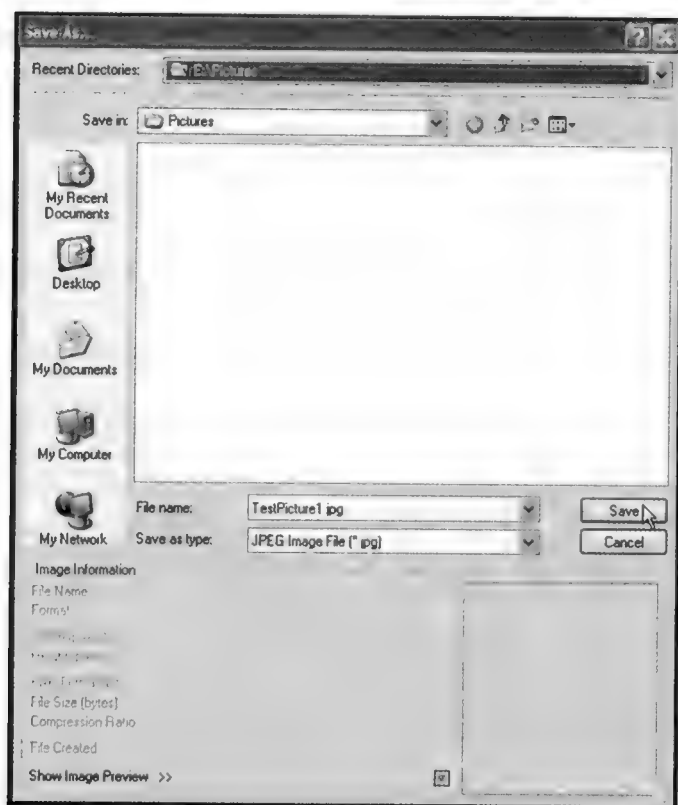 Save As...
Recent Directories:
Save in: Pictures
My Recent
Documents
Desktop
My Documents
My Computer
My Network
File name: TestPicture1 jpg
Save
Save as type: JPEG Image File (*.jpg)
Cancel
Image Information
File Name
Format
File Size (bytes)
Compression Ratio
File Created
Show Image Preview >>